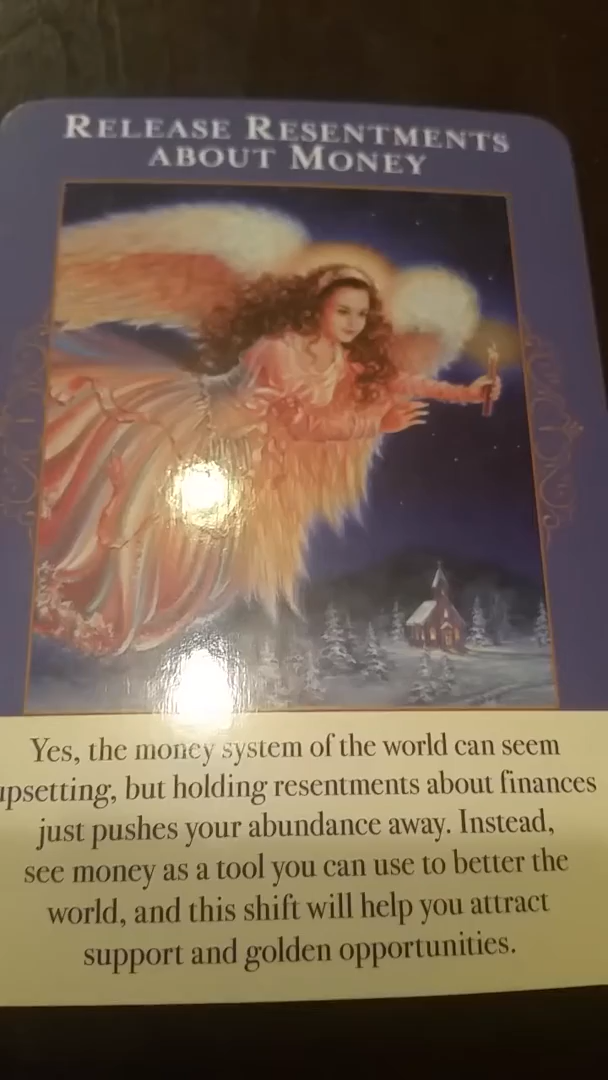 RELEASE RESENTMENTS
ABOUT MONEY
Yes, the money system of the world can seem
upsetting, but holding resentments about finances
just pushes your abundance away. Instead,
see money as a tool you can use to better the
world, and this shift will help you attract
support and golden opportunities.